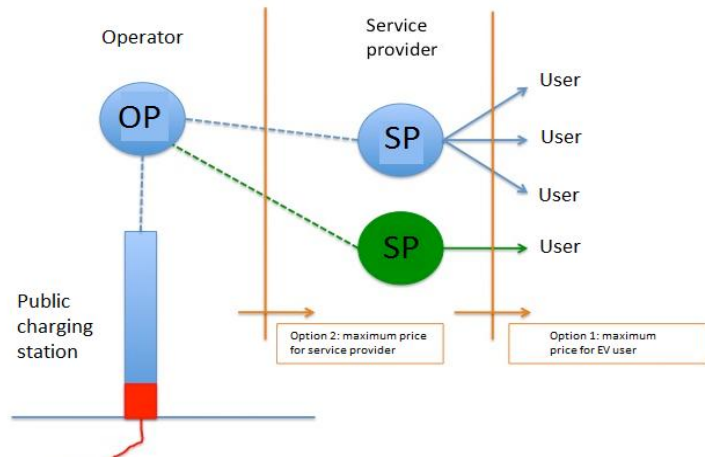 Operator
Service
provider
OP
SP
User
User
User
SP
User
Public
charging
station
Option 2: maximum price
for service provider
Option 1: maximum
price for EV user